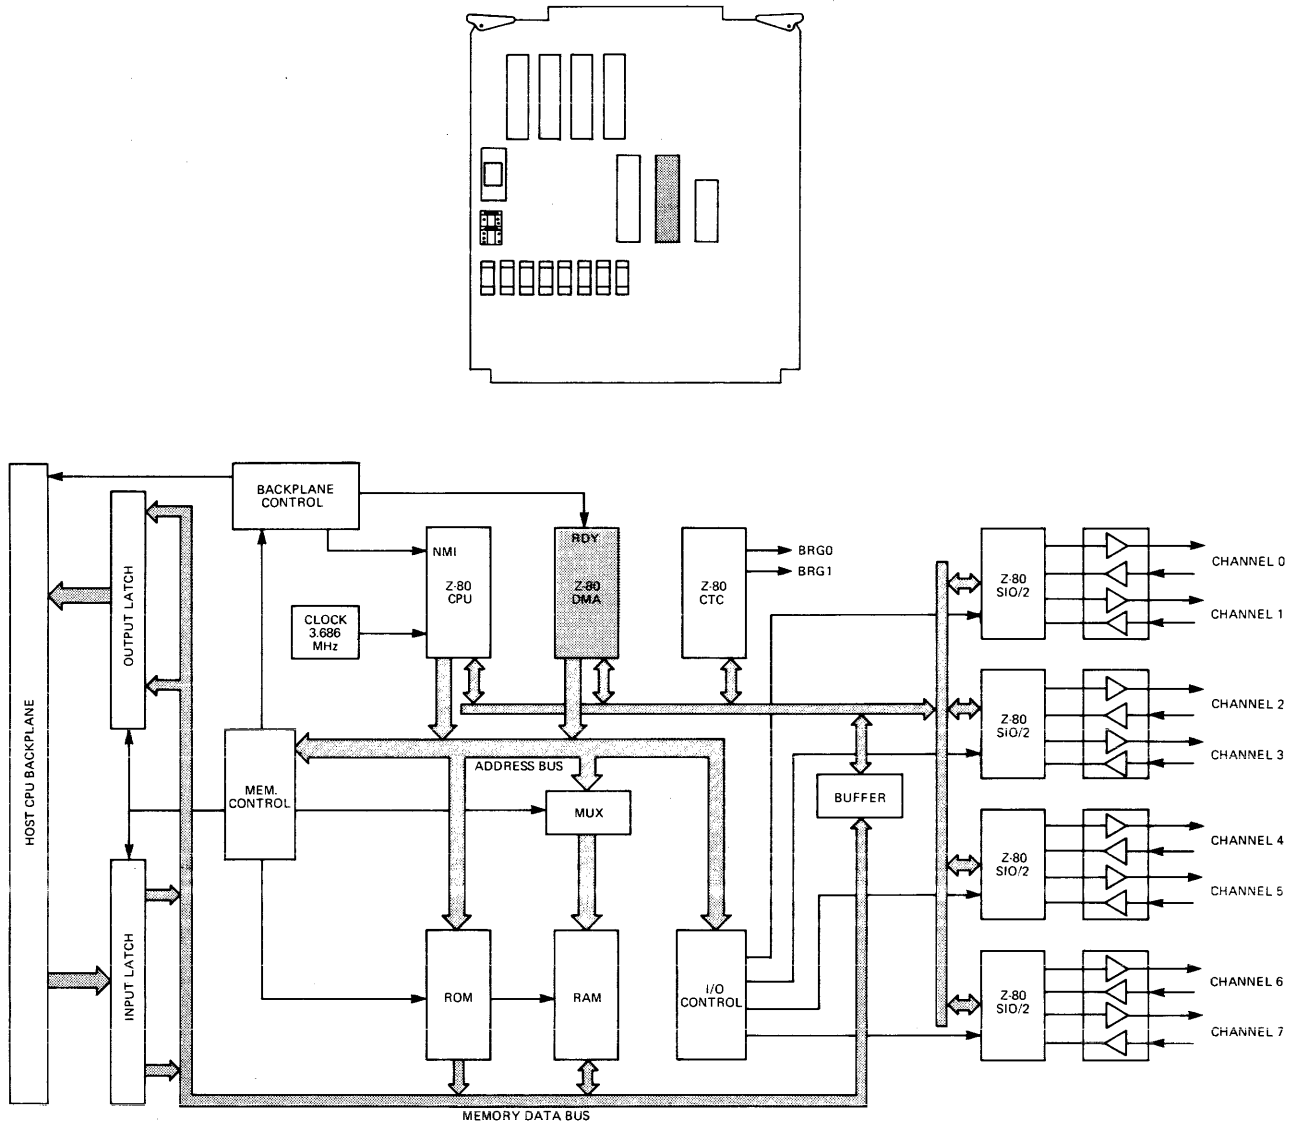 HOST CPU BACKPLANE
OUTPUT LATCH
INPUT LATCH
BACKPLANE
CONTROL
CLOCK
3.686
MHz
NMI
Z-80
CPU
RDY
Z-80
DMA
Z-80
CTC
BRG0
BRG1
MEM.
CONTROL
ADDRESS BUS
MUX
BUFFER
ROM
RAM
I/O
CONTROL
MEMORY DATA BUS
Z-80
SIO/2
CHANNEL 0
CHANNEL 1
Z-80
SIO/2
CHANNEL 2
CHANNEL 3
Z-80
SIO/2
CHANNEL 4
CHANNEL 5
Z-80
SIO/2
CHANNEL 6
CHANNEL 7